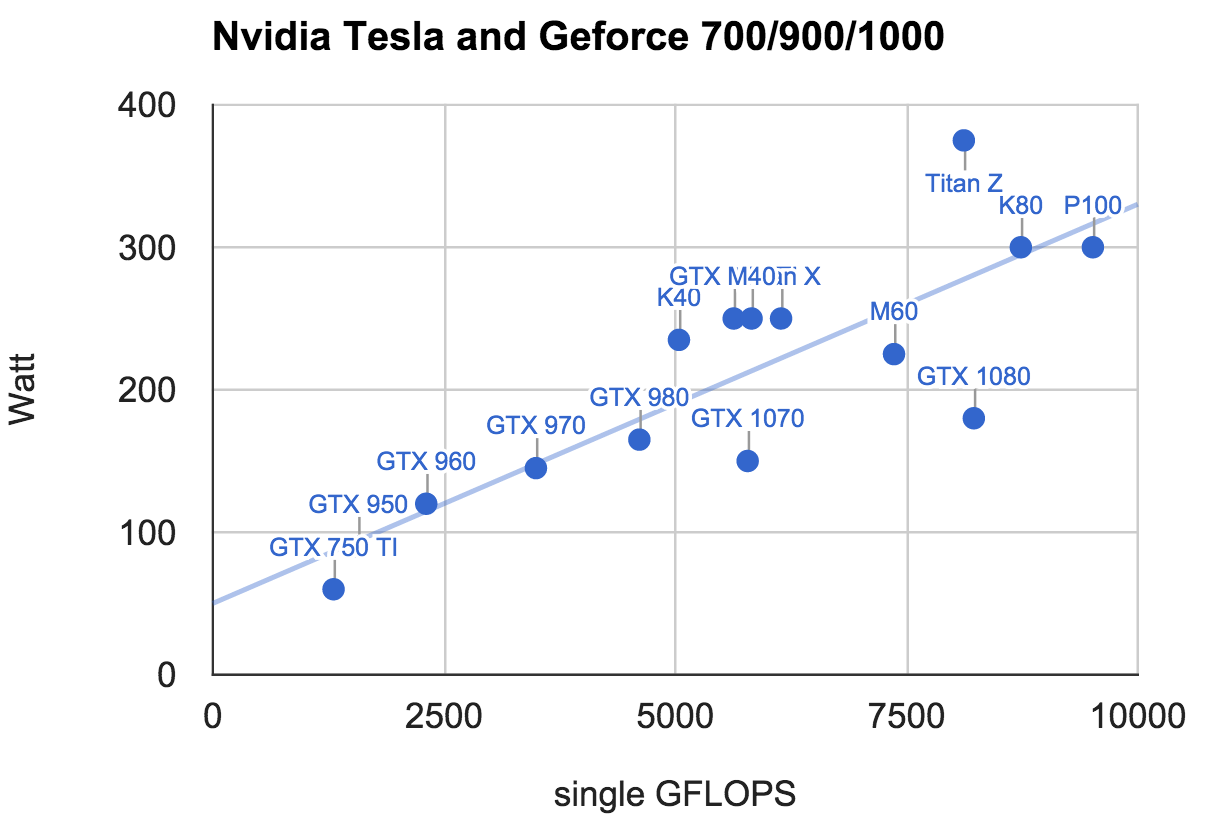 Nvidia Tesla and Geforce 700/900/1000
400
300
200
100
0
Watt
Titan Z
K80
P100
GTX M40
X
K40
M60
GTX 1080
GTX 980
GTX 1070
GTX 970
GTX 960
GTX 950
GTX 750 TI
0
2500
5000
7500
10000
single GFLOPS